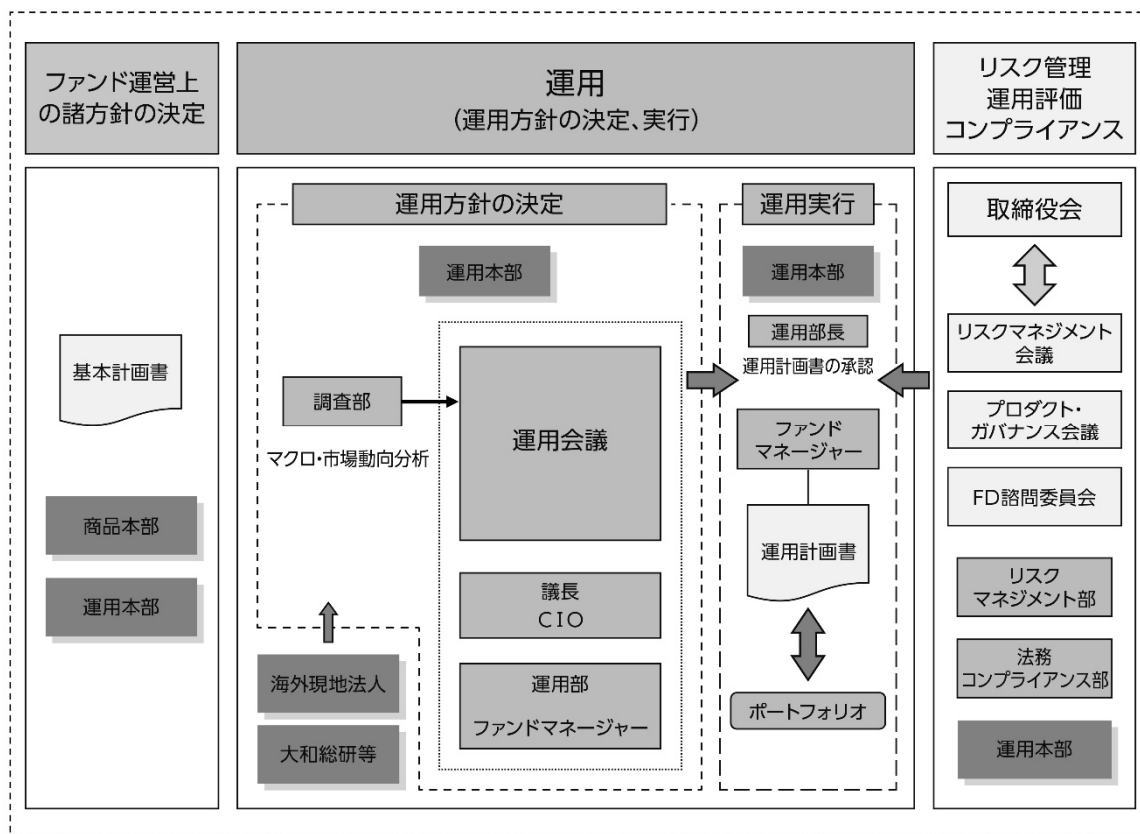 ファンド運営上
の諸方針の決定
基本計画書
商品本部
運用本部
運用
(運用方針の決定、実行)
運用方針の決定
運用本部
調査部
マクロ・市場動向分析
運用会議
議長
CIO
運用部
ファンドマネージャー
海外現地法人
大和総研等
運用実行
運用本部
運用部長
運用計画書の承認
ファンド
マネージャー
運用計画書
ポートフォリオ
リスク管理
運用評価
コンプライアンス
取締役会
リスクマネジメント
会議
プロダクト・
ガバナンス会議
FD諮問委員会
リスク
マネジメント部
法務
コンプライアンス部
運用本部